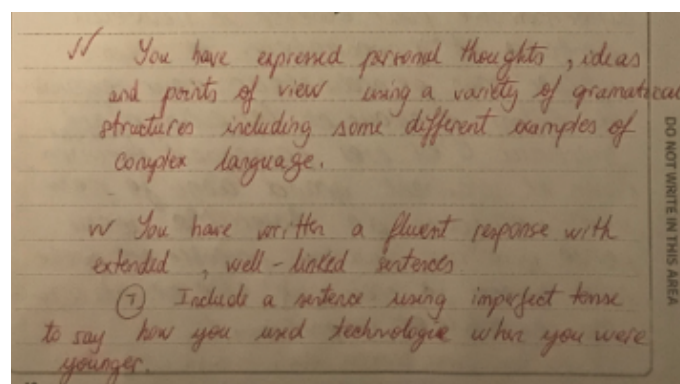 ✓✓ You have expressed personal thoughts, ideas
and points of view using a variety of gramatical
structures including some different examples of
complex language.
W You have written a fluent response with
extended, well-linked sentences
T Include a sentence using imperfect tense
to say how you used technologie when you were
younger.
DO NOT WRITE IN THIS AREA